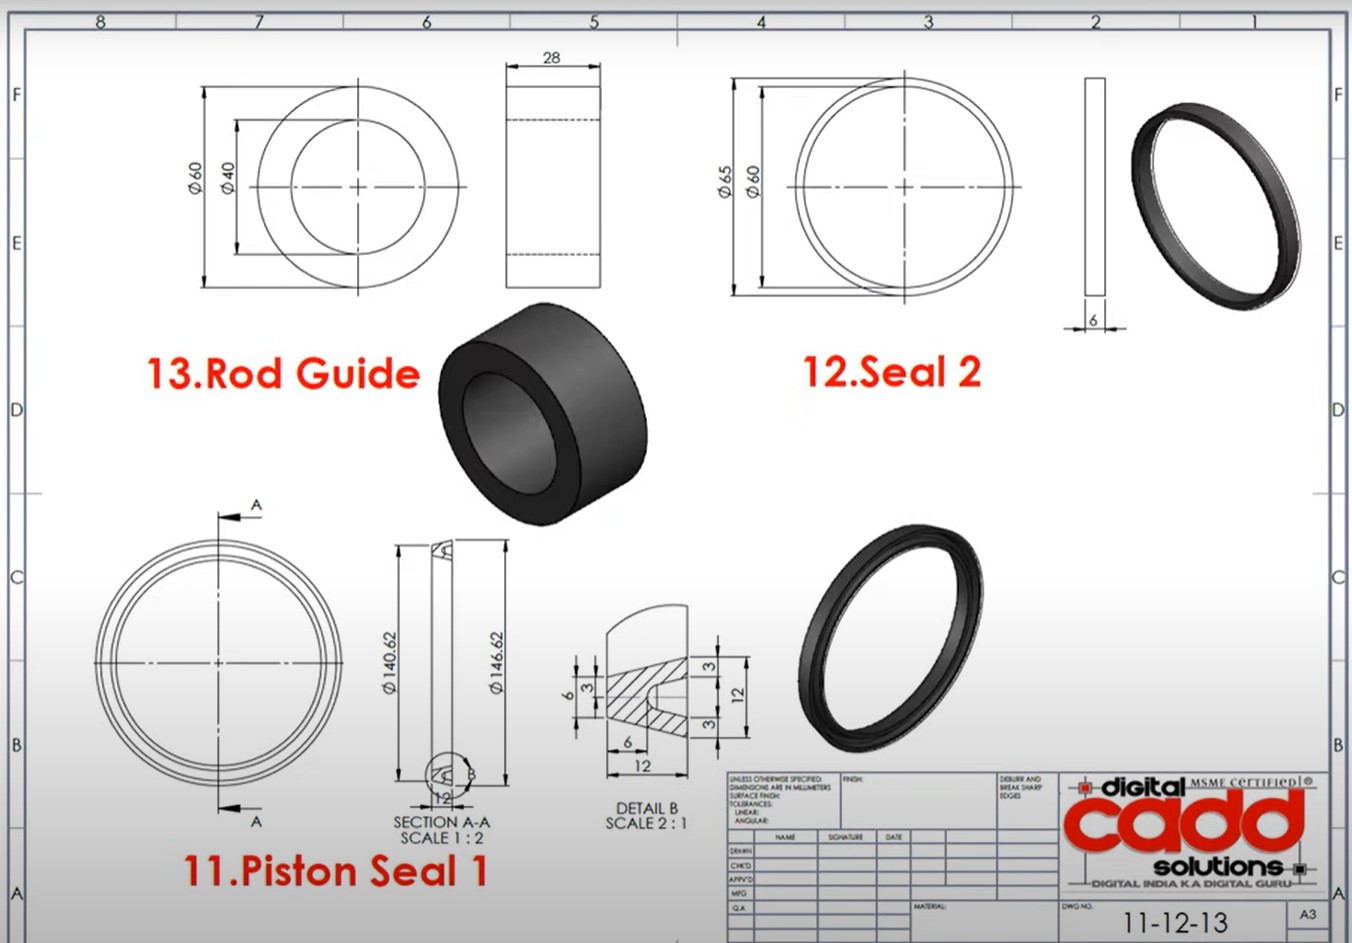 8 7 6 5 4 3 2 1
F
E
D
C
B
A
F
E
D
C
B
A
28
Ø60
Ø40
Ø65
Ø60
6
13.Rod Guide
12.Seal 2
A
A
Ø140.62
Ø146.62
B
12
SECTION A-A
SCALE 1 : 2
6
3
3
12
3
6
12
DETAIL B
SCALE 2 : 1
11.Piston Seal 1
UNLESS OTHERWISE SPECIFIED:
DIMENSIONS ARE IN MILLIMETERS
SURFACE FINISH:
TOLERANCES:
LINEAR:
ANGULAR:
FINISH:
DEBURR AND
BREAK SHARP
EDGES
NAME SIGNATURE DATE
DRAWN
CHK'D
APPV'D
MFG
Q.A
MATERIAL:
digital MSME CERTIFIED!®
cadd
solutions
DIGITAL INDIA KA DIGITAL GURU
DWG NO.
11-12-13
A3